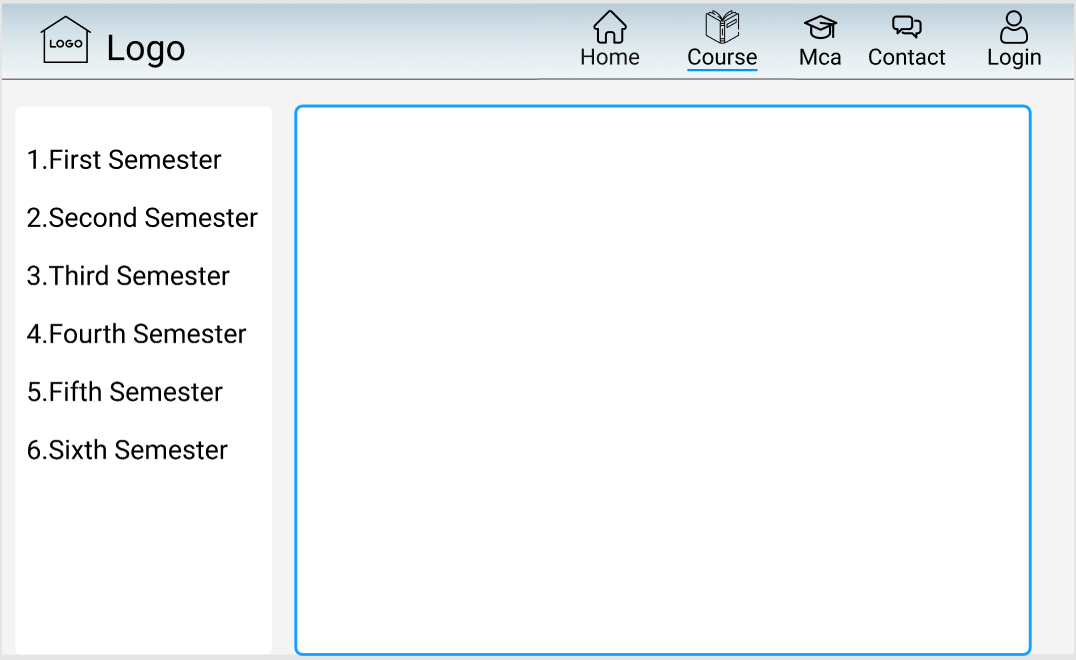 LOGO
Logo
Home
Course
Mca
Contact
Login
1.First Semester
2.Second Semester
3.Third Semester
4.Fourth Semester
5.Fifth Semester
6.Sixth Semester